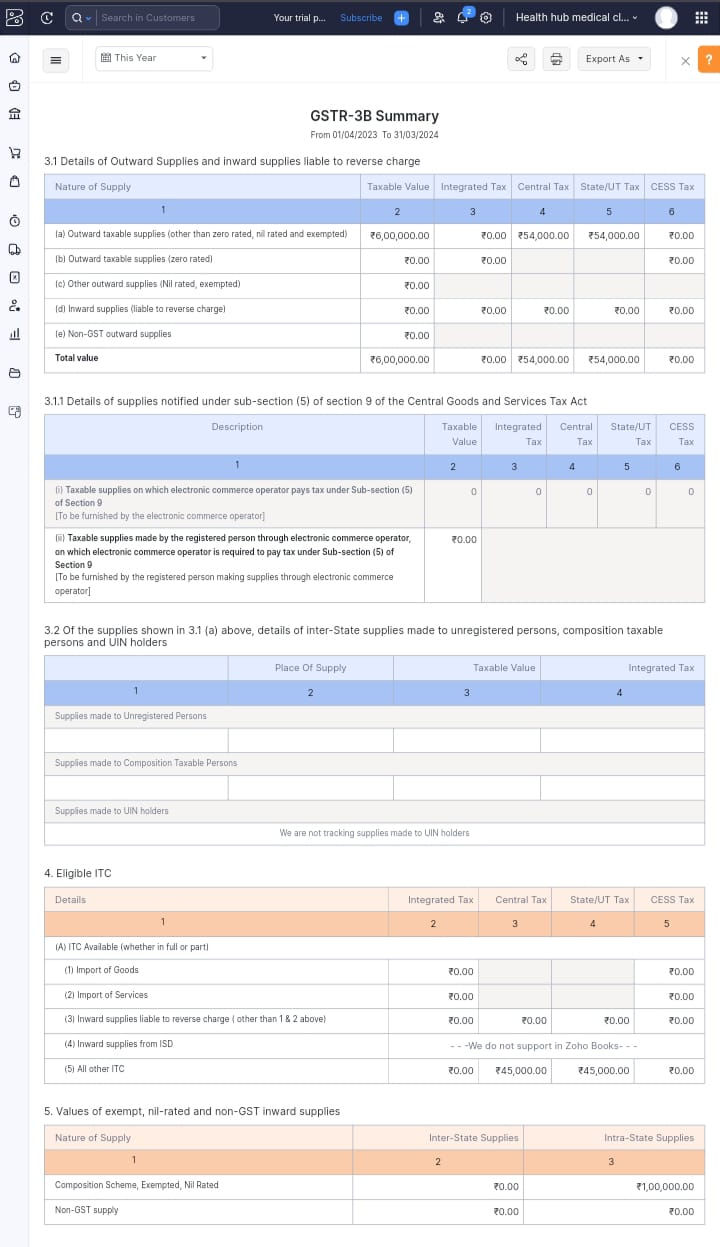 Search in Customers
Your trial p...
Subscribe
2
Health hub medical cl...
This Year
Export As
?
GSTR-3B Summary
From 01/04/2023 To 31/03/2024
3.1 Details of Outward Supplies and inward supplies liable to reverse charge
Nature of Supply Taxable Value Integrated Tax Central Tax State/UT Tax CESS Tax
1 2 3 4 5 6
(a) Outward taxable supplies (other than zero rated, nil rated and exempted) ₹6,00,000.00 ₹0.00 ₹54,000.00 ₹54,000.00 ₹0.00
(b) Outward taxable supplies (zero rated) ₹0.00 ₹0.00 ₹0.00
(c) Other outward supplies (Nil rated, exempted) ₹0.00
(d) Inward supplies (liable to reverse charge) ₹0.00 ₹0.00 ₹0.00 ₹0.00 ₹0.00
(e) Non-GST outward supplies ₹0.00
Total value ₹6,00,000.00 ₹0.00 ₹54,000.00 ₹54,000.00 ₹0.00
3.1.1 Details of supplies notified under sub-section (5) of section 9 of the Central Goods and Services Tax Act
Description Taxable Value Integrated Tax Central Tax State/UT Tax CESS Tax
1 2 3 4 5 6
(i) Taxable supplies on which electronic commerce operator pays tax under Sub-section (5) 0 0 0 0 0
of Section 9
[To be furnished by the electronic commerce operator]
(ii) Taxable supplies made by the registered person through electronic commerce operator, ₹0.00
on which electronic commerce operator is required to pay tax under Sub-section (5) of
Section 9
[To be furnished by the registered person making supplies through electronic commerce
operator]
3.2 Of the supplies shown in 3.1 (a) above, details of inter-State supplies made to unregistered persons, composition taxable
persons and UIN holders
Place Of Supply Taxable Value Integrated Tax
1 2 3 4
Supplies made to Unregistered Persons
Supplies made to Composition Taxable Persons
Supplies made to UIN holders
We are not tracking supplies made to UIN holders
4. Eligible ITC
Details Integrated Tax Central Tax State/UT Tax CESS Tax
1 2 3 4 5
(A) ITC Available (whether in full or part)
(1) Import of Goods ₹0.00 ₹0.00
(2) Import of Services ₹0.00 ₹0.00
(3) Inward supplies liable to reverse charge ( other than 1 & 2 above) ₹0.00 ₹0.00 ₹0.00 ₹0.00
(4) Inward supplies from ISD - - -We do not support in Zoho Books- - -
(5) All other ITC ₹0.00 ₹45,000.00 ₹45,000.00 ₹0.00
5. Values of exempt, nil-rated and non-GST inward supplies
Nature of Supply Inter-State Supplies Intra-State Supplies
1 2 3
Composition Scheme, Exempted, Nil Rated ₹0.00 ₹1,00,000.00
Non-GST supply ₹0.00 ₹0.00